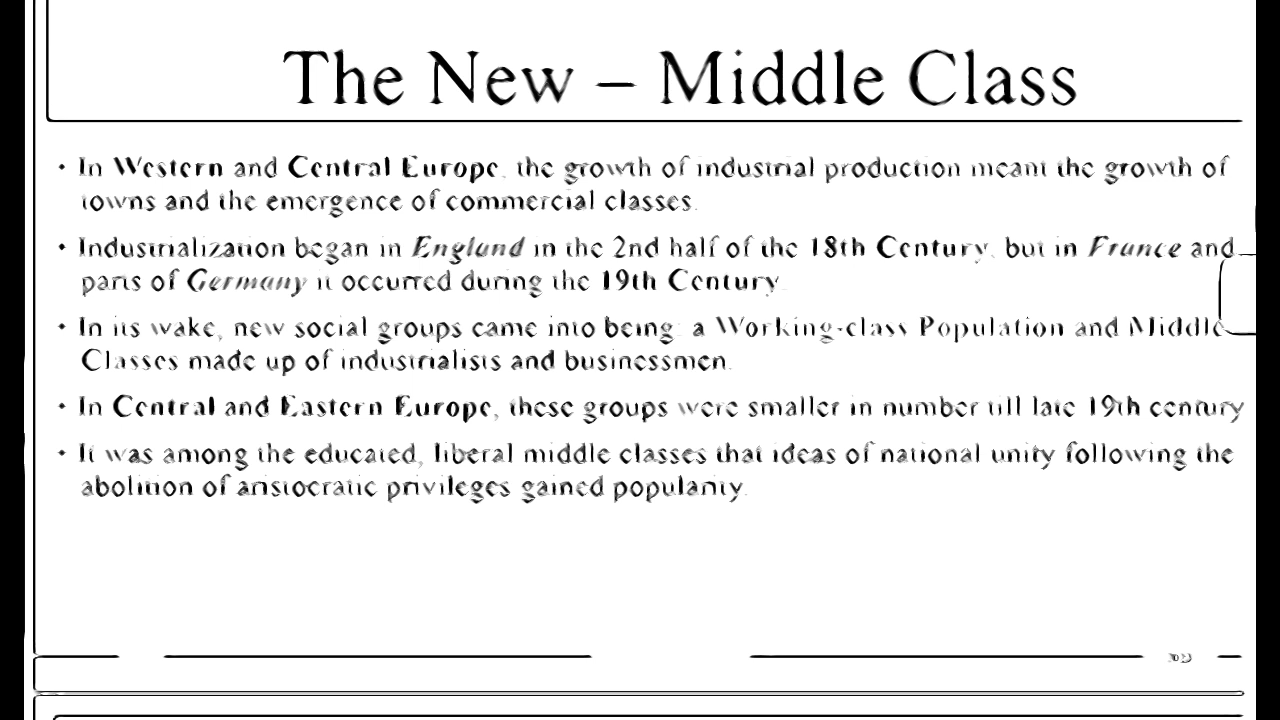 The New – Middle Class
• In Western and Central Europe, the growth of industrial production meant the growth of
towns and the emergence of commercial classes.
• Industrialization began in England in the 2nd half of the 18th Century, but in France and
parts of Germany it occurred during the 19th Century.
• In its wake, new social groups came into being: a Working-class Population and Middle
Classes made up of industrialists and businessmen.
• In Central and Eastern Europe, these groups were smaller in number till late 19th century
• It was among the educated, liberal middle classes that ideas of national unity following the
abolition of aristocratic privileges gained popularity.